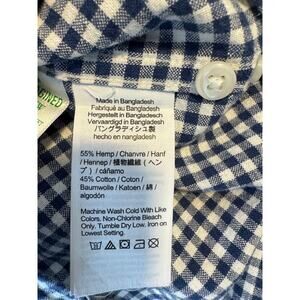 Made in Bangladesh
Fabriqué au Bangladesh
Hergestellt in Bangladesch
Vervaardigd in Bangladesh
バングラディシュ製
hecho en nangladesh
55% Hemp / Chanvre / Hanf
/ Hennep / 植物繊維 (ヘン
プ) / cáñamo
45% Cotton / Coton /
Baumwolle / Katoen / 綿 /
algodón
Machine Wash Cold With Like
Colors. Non-Chlorine Bleach
Only. Tumble Dry Low. Iron on
Lowest Setting.